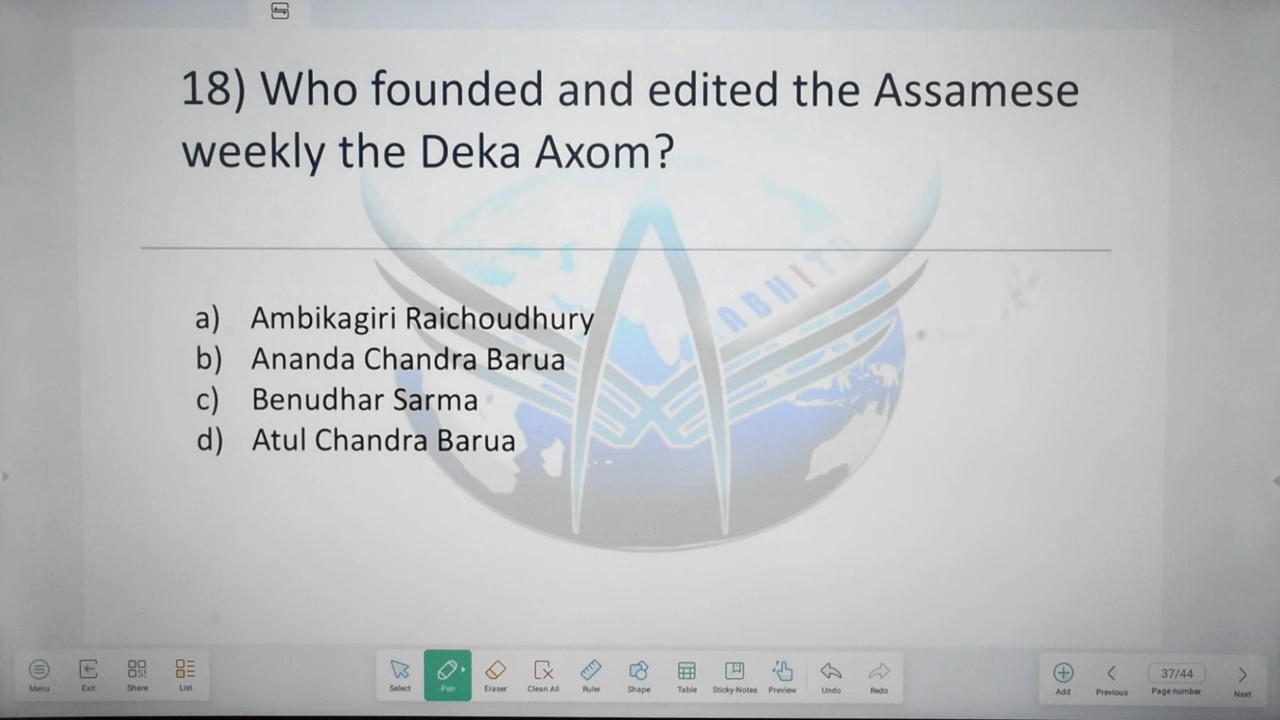 18) Who founded and edited the Assamese
weekly the Deka Axom?
ABHITH
a) Ambikagiri Raichoudhury
b) Ananda Chandra Barua
c) Benudhar Sarma
d) Atul Chandra Barua
Menu Exit Share List Select Pen Eraser Clean All Ruler Shape Table Sticky-Notes Preview Undo Redo Add Previous 37/44 Page number Next